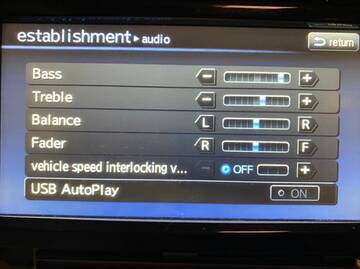 establishment ▸ audio
return
Bass − +
Treble − +
Balance L R
Fader R F
vehicle speed interlocking v... − OFF +
USB AutoPlay ON